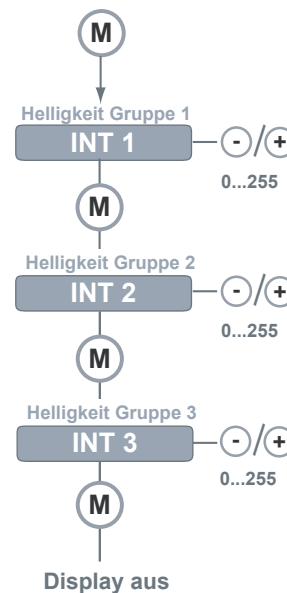 M
Helligkeit Gruppe 1
INT 1 - / +
0...255
M
Helligkeit Gruppe 2
INT 2 - / +
0...255
M
Helligkeit Gruppe 3
INT 3 - / +
0...255
M
Display aus